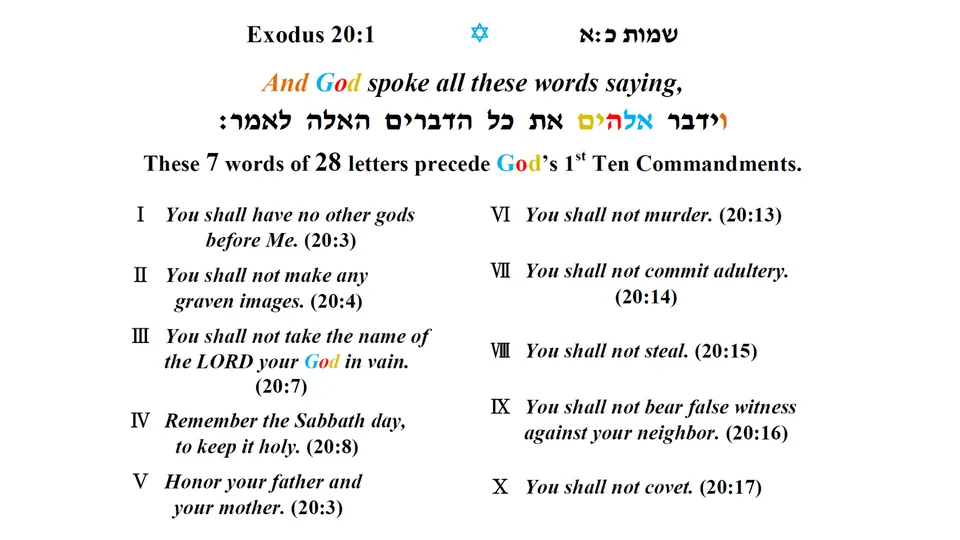 Exodus 20:1 ✡ שמות כ:א
And God spoke all these words saying,
וידבר אלהים את כל הדברים האלה לאמר:
These 7 words of 28 letters precede God's 1st Ten Commandments.
I You shall have no other gods
before Me. (20:3)
II You shall not make any
graven images. (20:4)
III You shall not take the name of
the LORD your God in vain.
(20:7)
IV Remember the Sabbath day,
to keep it holy. (20:8)
V Honor your father and
your mother. (20:3)
VI You shall not murder. (20:13)
VII You shall not commit adultery.
(20:14)
VIII You shall not steal. (20:15)
IX You shall not bear false witness
against your neighbor. (20:16)
X You shall not covet. (20:17)